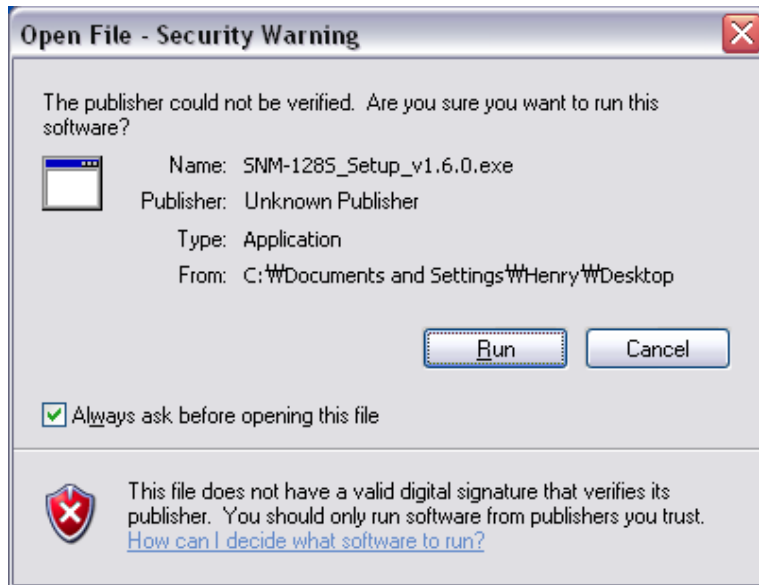 Open File - Security Warning
The publisher could not be verified.  Are you sure you want to run this
software?
Name: SNM-128S_Setup_v1.6.0.exe
Publisher: Unknown Publisher
Type: Application
From: C:₩Documents and Settings₩Henry₩Desktop
Run Cancel
Always ask before opening this file
This file does not have a valid digital signature that verifies its
publisher.  You should only run software from publishers you trust.
How can I decide what software to run?